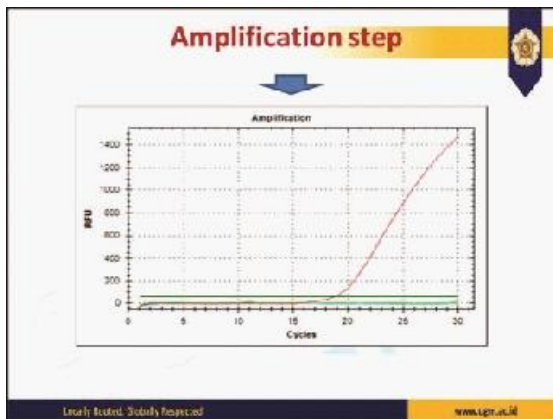 Amplification step
Amplification
1400
1200
1000
800
600
400
200
0
RFU
0 5 10 15 20 25 30
Cycles
Locally Rooted, Globally Respected
www.ugm.ac.id